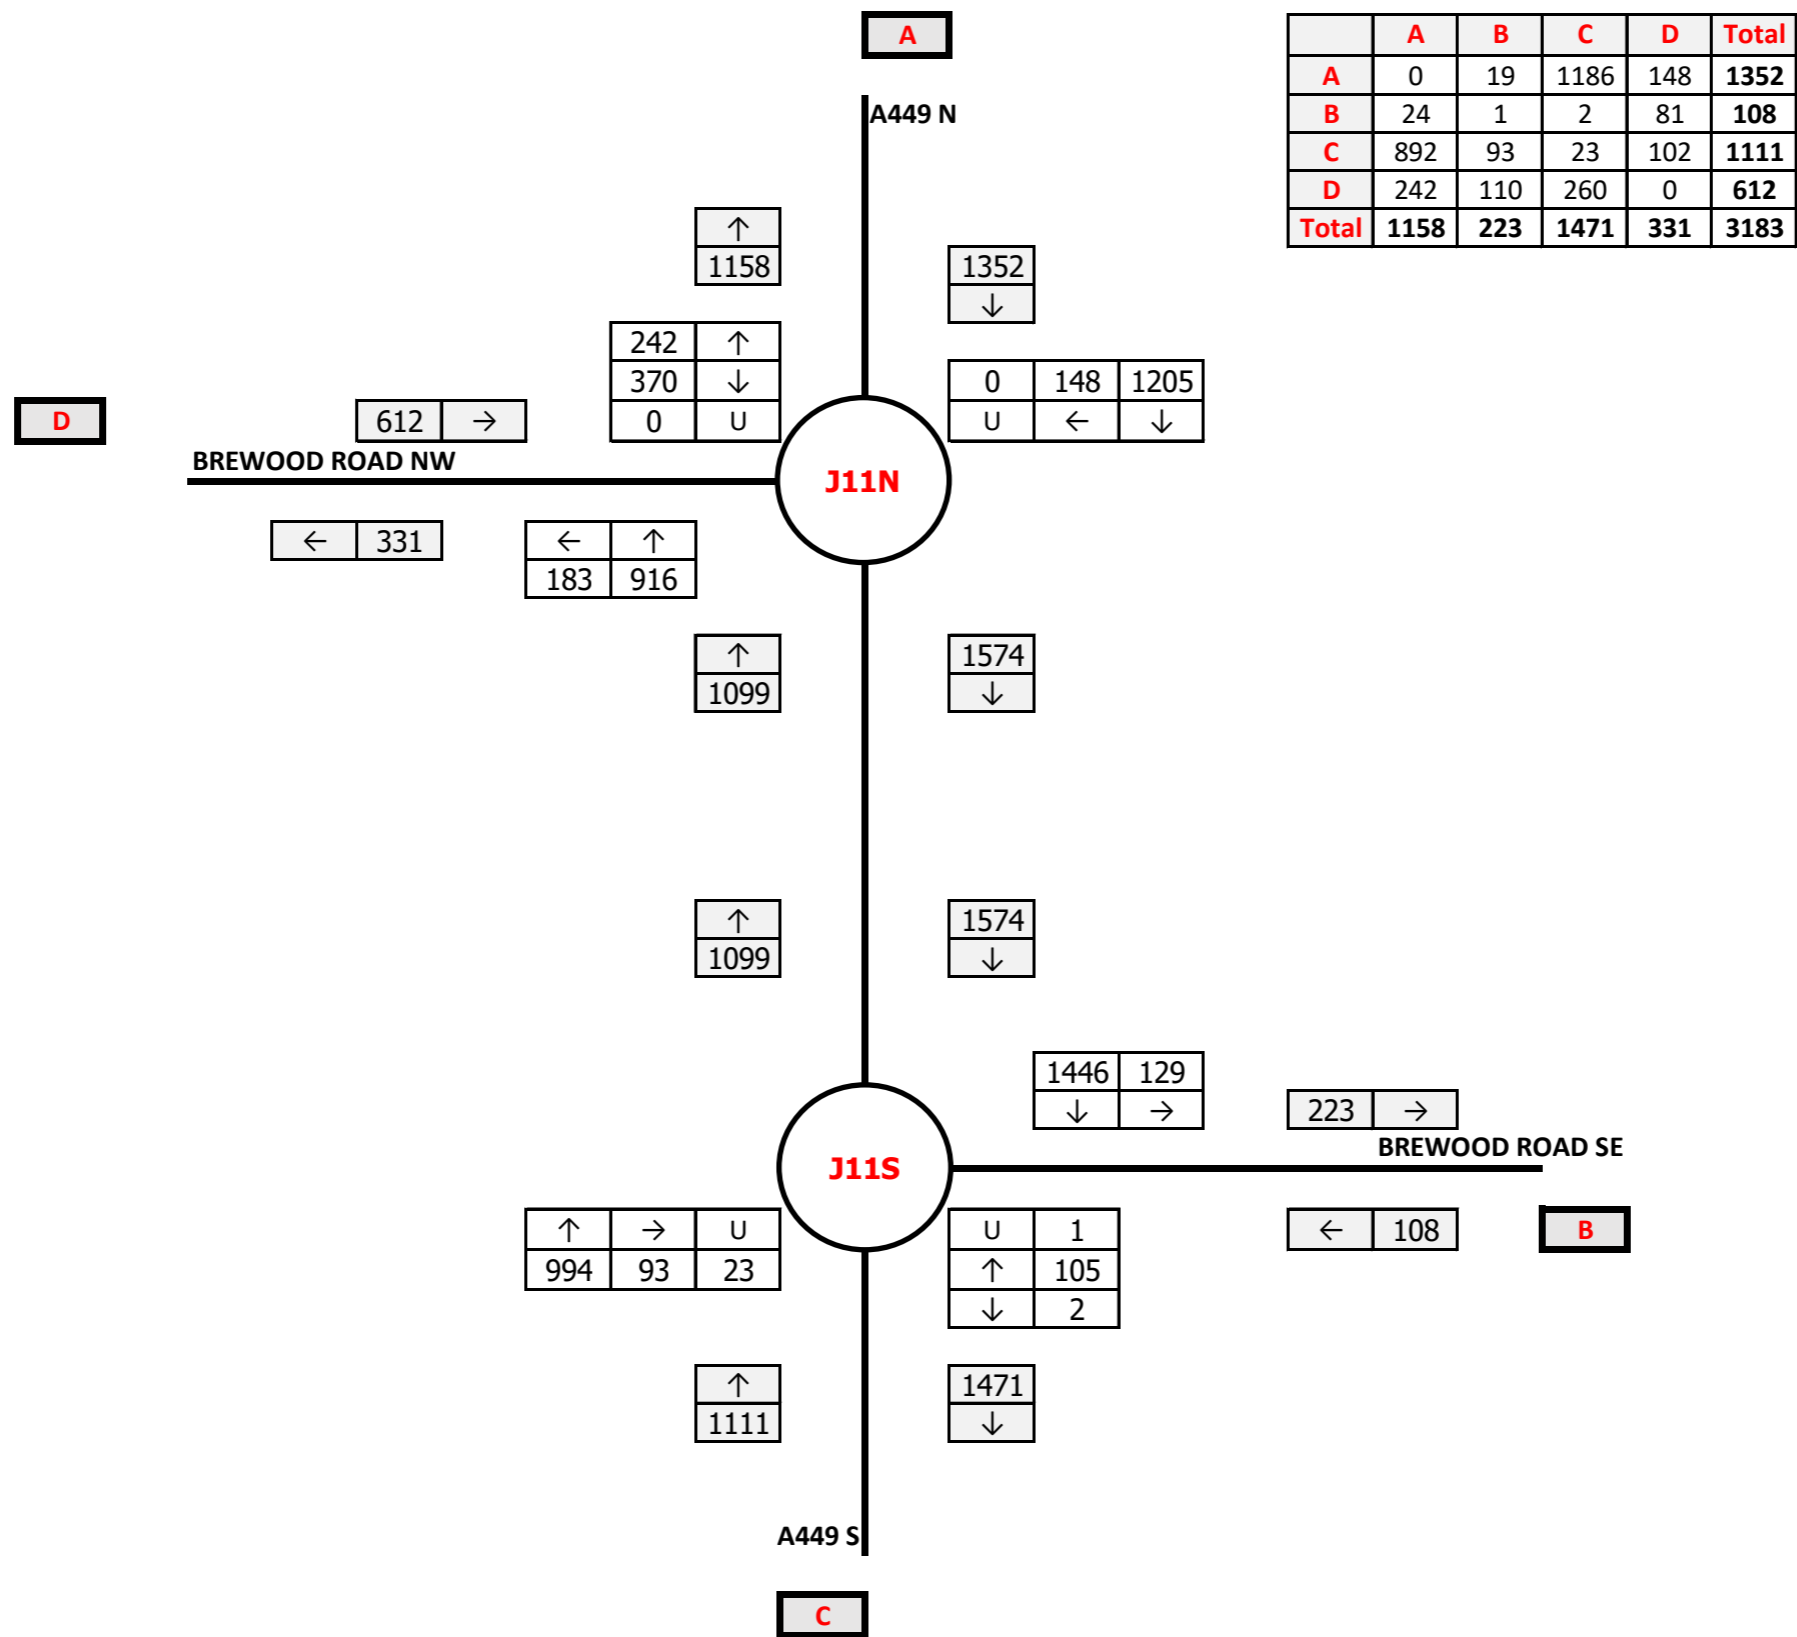 A
A B C D Total
A 0 19 1186 148 1352
B 24 1 2 81 108
C 892 93 23 102 1111
D 242 110 260 0 612
Total 1158 223 1471 331 3183
A449 N
↑
1158
1352
↓
242 ↑
370 ↓
0 U
0 148 1205
U ← ↓
D
612 →
BREWOOD ROAD NW
J11N
← 331
← ↑
183 916
↑
1099
1574
↓
↑
1099
1574
↓
1446 129
↓ →
223 →
BREWOOD ROAD SE
J11S
↑ → U
994 93 23
U 1
↑ 105
↓ 2
← 108
B
↑
1111
1471
↓
A449 S
C